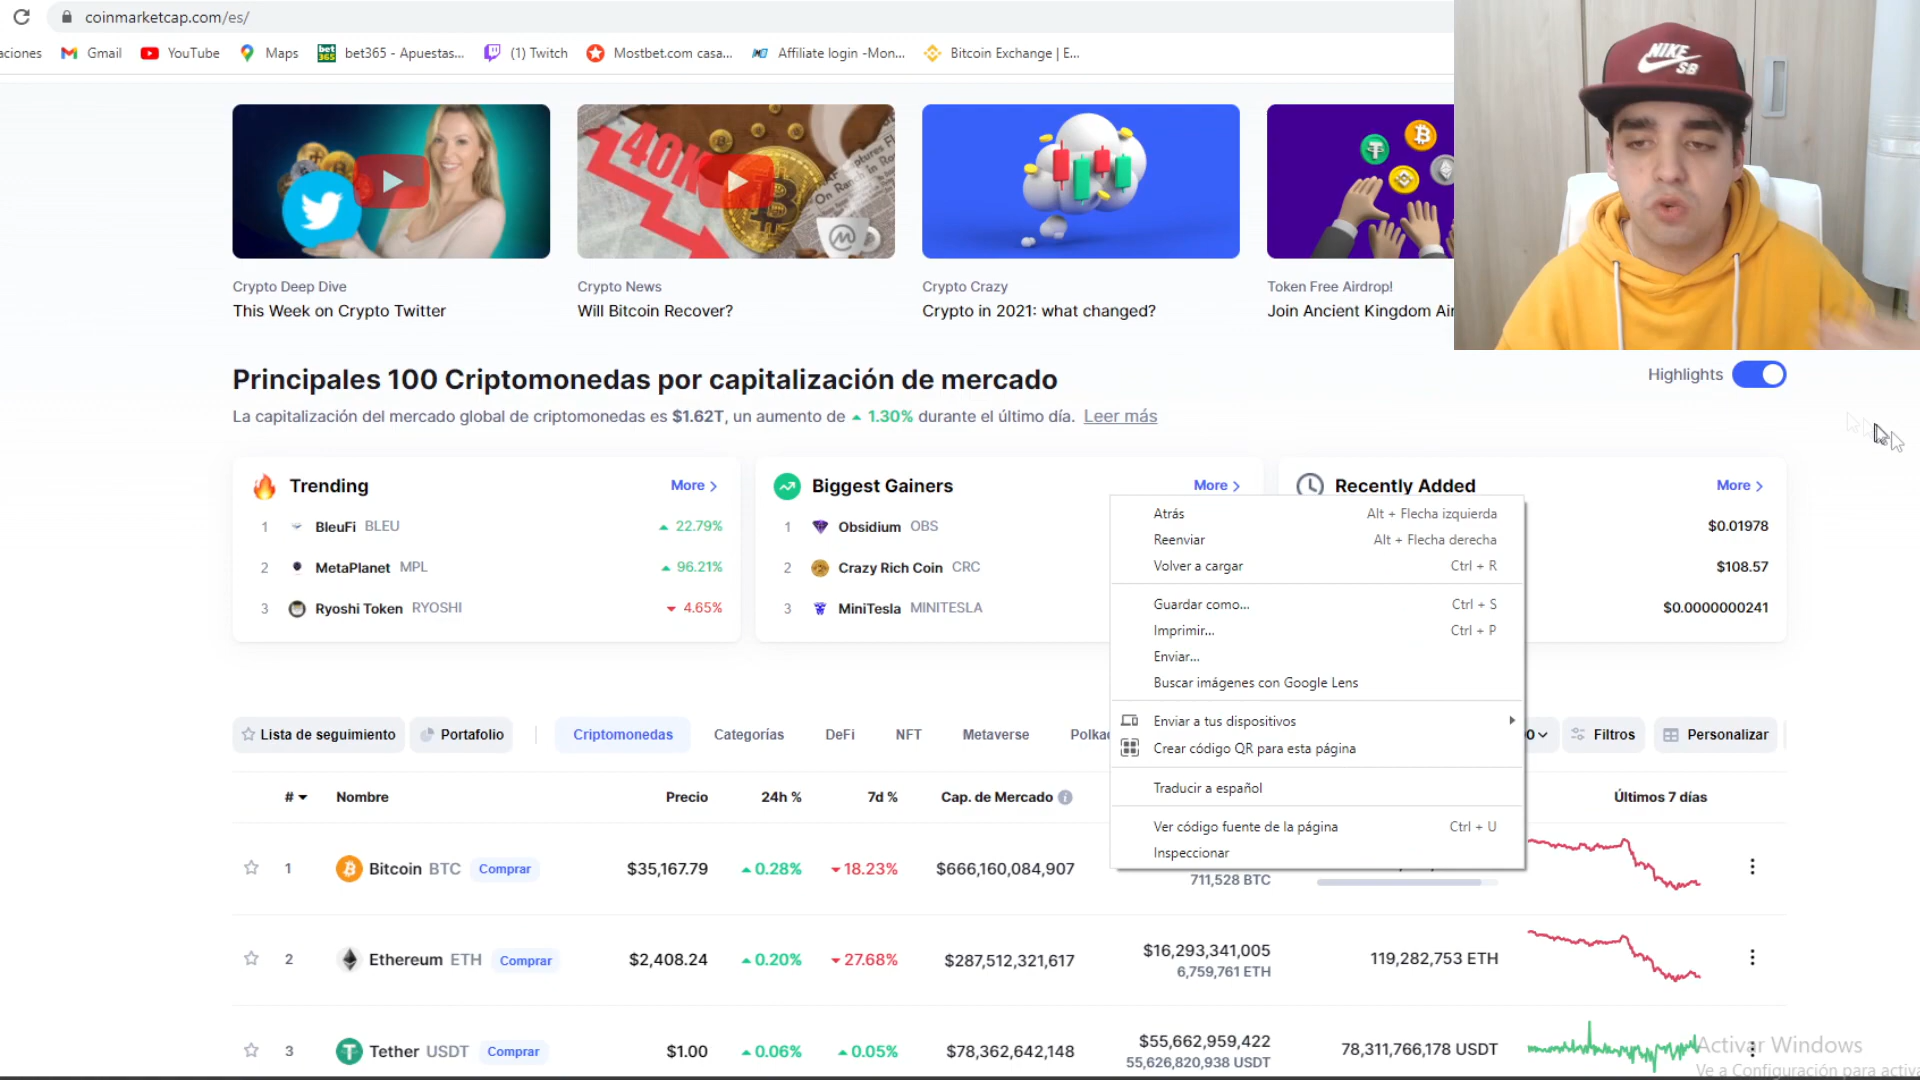 coinmarketcap.com/es/
aciones
Gmail
YouTube
Maps
bet365
bet365 - Apuestas...
(1) Twitch
Mostbet.com casa...
Affiliate login -Mon...
Bitcoin Exchange | E...
NIKE
SB
40K
Crypto Deep Dive
This Week on Crypto Twitter
Crypto News
Will Bitcoin Recover?
Crypto Crazy
Crypto in 2021: what changed?
Token Free Airdrop!
Join Ancient Kingdom Air
Principales 100 Criptomonedas por capitalización de mercado
Highlights
La capitalización del mercado global de criptomonedas es $1.62T, un aumento de 1.30% durante el último día. Leer más
Trending
More
1 BleuFi BLEU 22.79%
2 MetaPlanet MPL 96.21%
3 Ryoshi Token RYOSHI 4.65%
Biggest Gainers
More
1 Obsidium OBS
2 Crazy Rich Coin CRC
3 MiniTesla MINITESLA
Recently Added
More
$0.01978
$108.57
$0.0000000241
Atrás Alt + Flecha izquierda
Reenviar Alt + Flecha derecha
Volver a cargar Ctrl + R
Guardar como... Ctrl + S
Imprimir... Ctrl + P
Enviar...
Buscar imágenes con Google Lens
Enviar a tus dispositivos
Crear código QR para esta página
Traducir a español
Ver código fuente de la página Ctrl + U
Inspeccionar
Lista de seguimiento
Portafolio
Criptomonedas
Categorías
DeFi
NFT
Metaverse
Polka
0
Filtros
Personalizar
# Nombre Precio 24h % 7d % Cap. de Mercado Últimos 7 días
1 Bitcoin BTC Comprar $35,167.79 0.28% 18.23% $666,160,084,907
711,528 BTC
2 Ethereum ETH Comprar $2,408.24 0.20% 27.68% $287,512,321,617 $16,293,341,005 119,282,753 ETH
6,759,761 ETH
3 Tether USDT Comprar $1.00 0.06% 0.05% $78,362,642,148 $55,662,959,422 78,311,766,178 USDT
55,626,820,938 USDT
Activar Windows
Ve a Configuración para activa